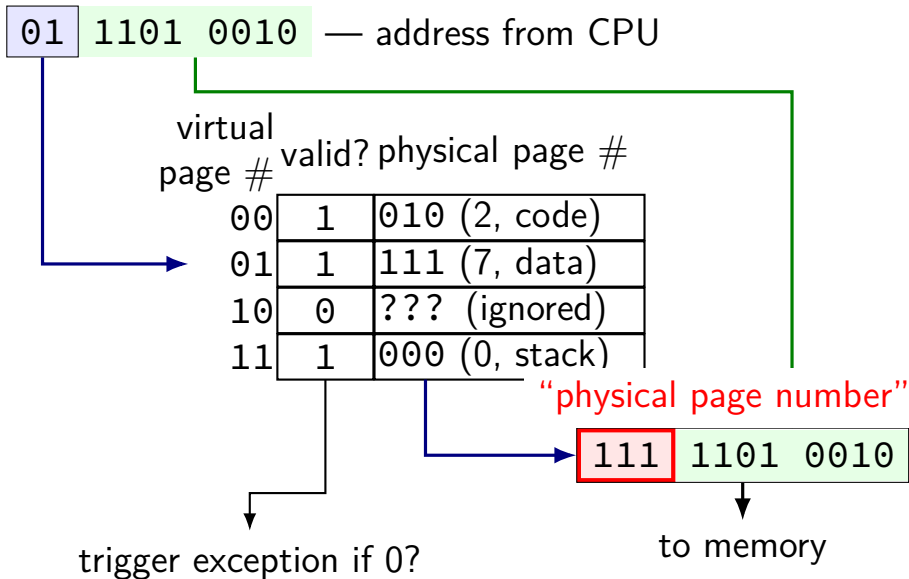 01 1101 0010 — address from CPU
virtual
page # valid? physical page #
00 1 010 (2, code)
01 1 111 (7, data)
10 0 ??? (ignored)
11 1 000 (0, stack)
“physical page number”
111 1101 0010
to memory
trigger exception if 0?